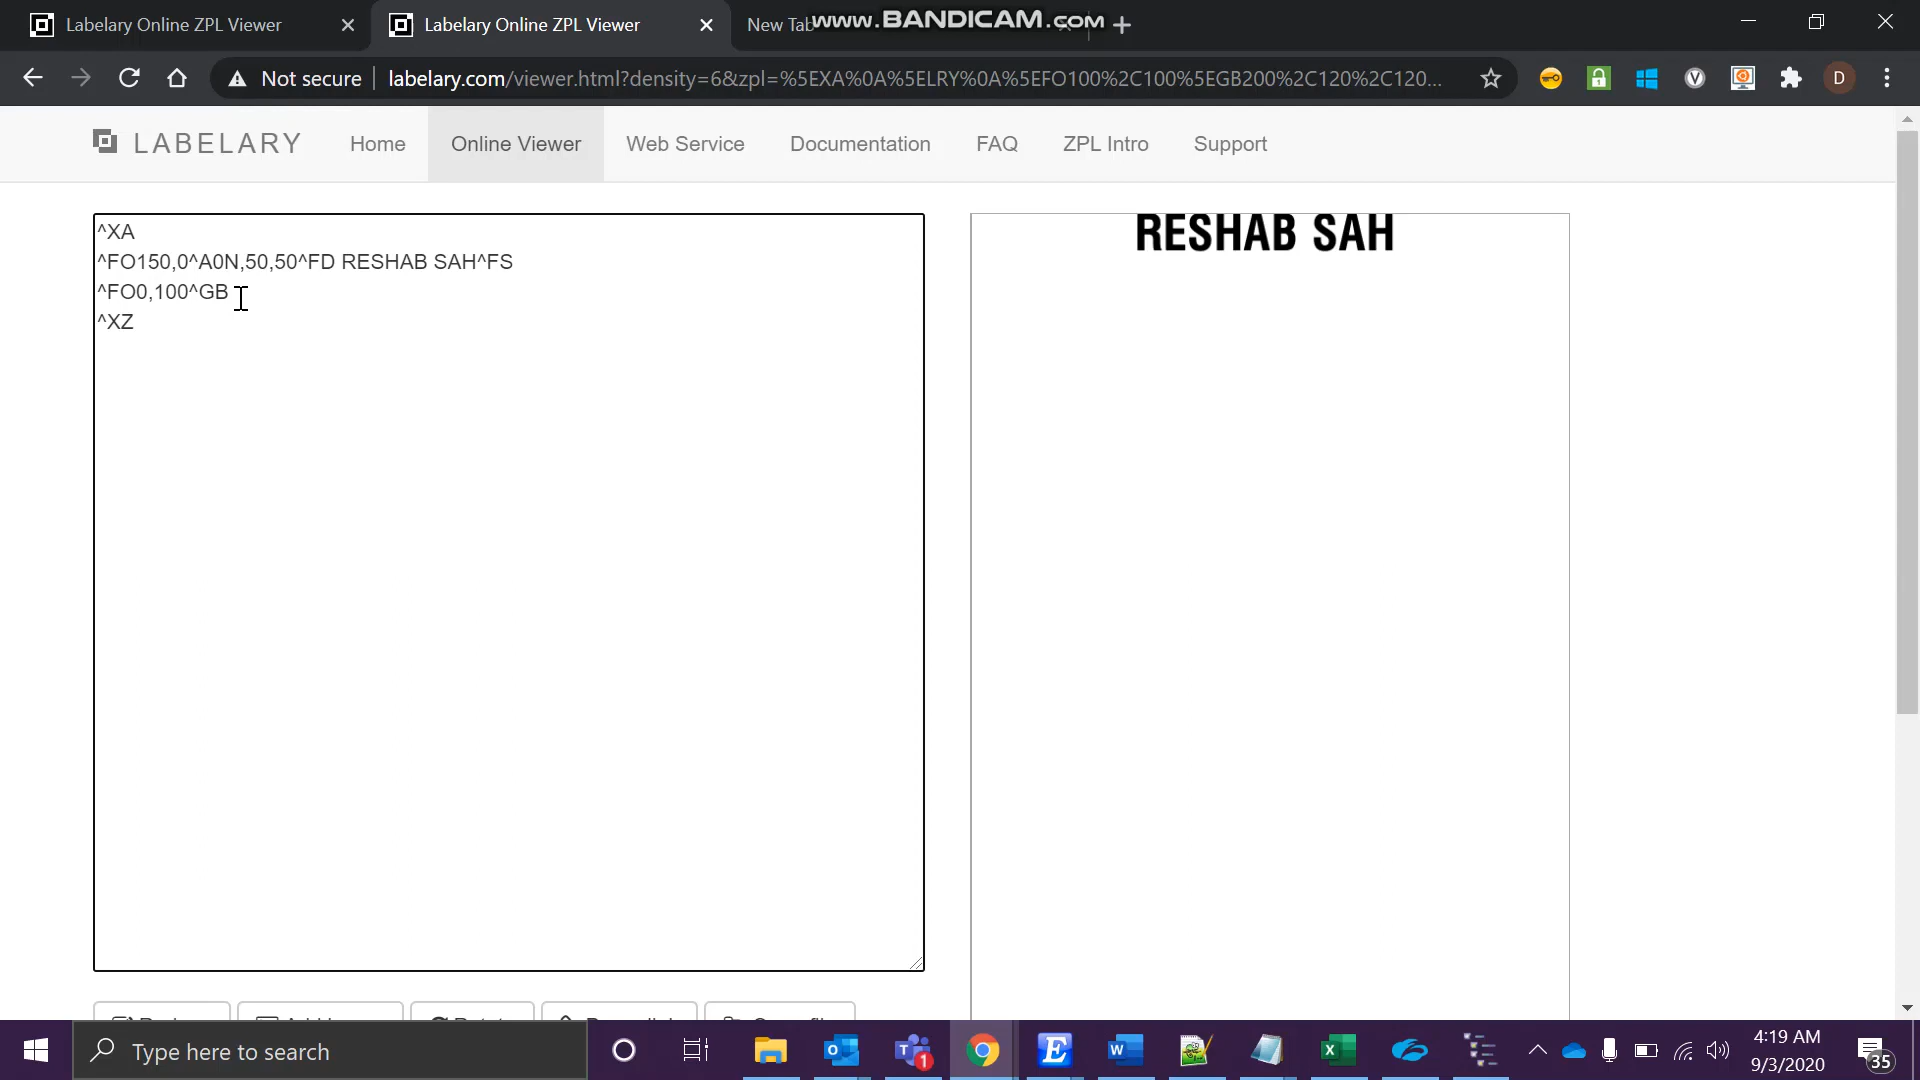 Labelary Online ZPL Viewer
Labelary Online ZPL Viewer
New Tab
www.BANDICAM.com
Not secure
labelary.com/viewer.html?density=6&zpl=%5EXA%0A%5ELRY%0A%5EFO100%2C100%5EGB200%2C120%2C120...
D
LABELARY
Home
Online Viewer
Web Service
Documentation
FAQ
ZPL Intro
Support
^XA
^FO150,0^A0N,50,50^FD RESHAB SAH^FS
^FO0,100^GB
^XZ
RESHAB SAH
Type here to search
1
4:19 AM
9/3/2020
35